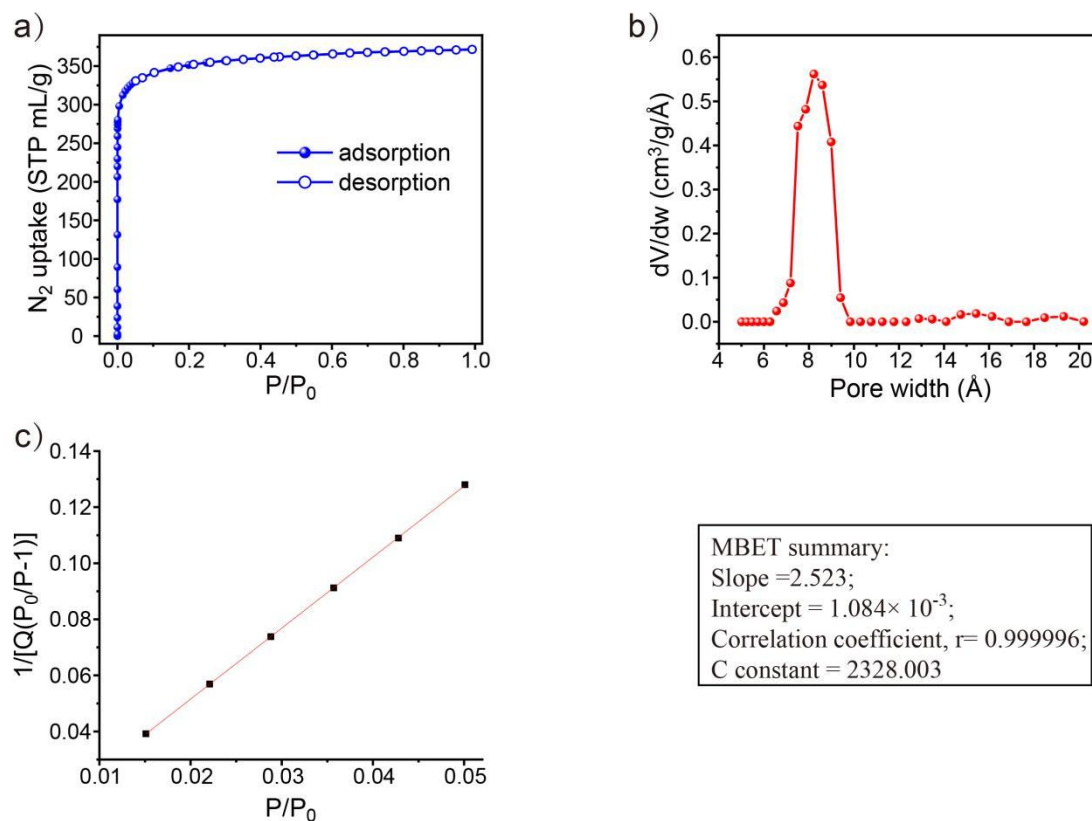 a)
N2 uptake (STP mL/g)
350
300
250
200
150
100
50
0
adsorption
desorption
0.0 0.2 0.4 0.6 0.8 1.0
P/P0
b)
dV/dw (cm³/g/Å)
0.6
0.5
0.4
0.3
0.2
0.1
0.0
4 6 8 10 12 14 16 18 20
Pore width (Å)
c)
1/[Q(P0/P-1)]
0.14
0.12
0.10
0.08
0.06
0.04
0.01 0.02 0.03 0.04 0.05
P/P0
MBET summary:
Slope =2.523;
Intercept = 1.084× 10⁻³;
Correlation coefficient, r= 0.999996;
C constant = 2328.003